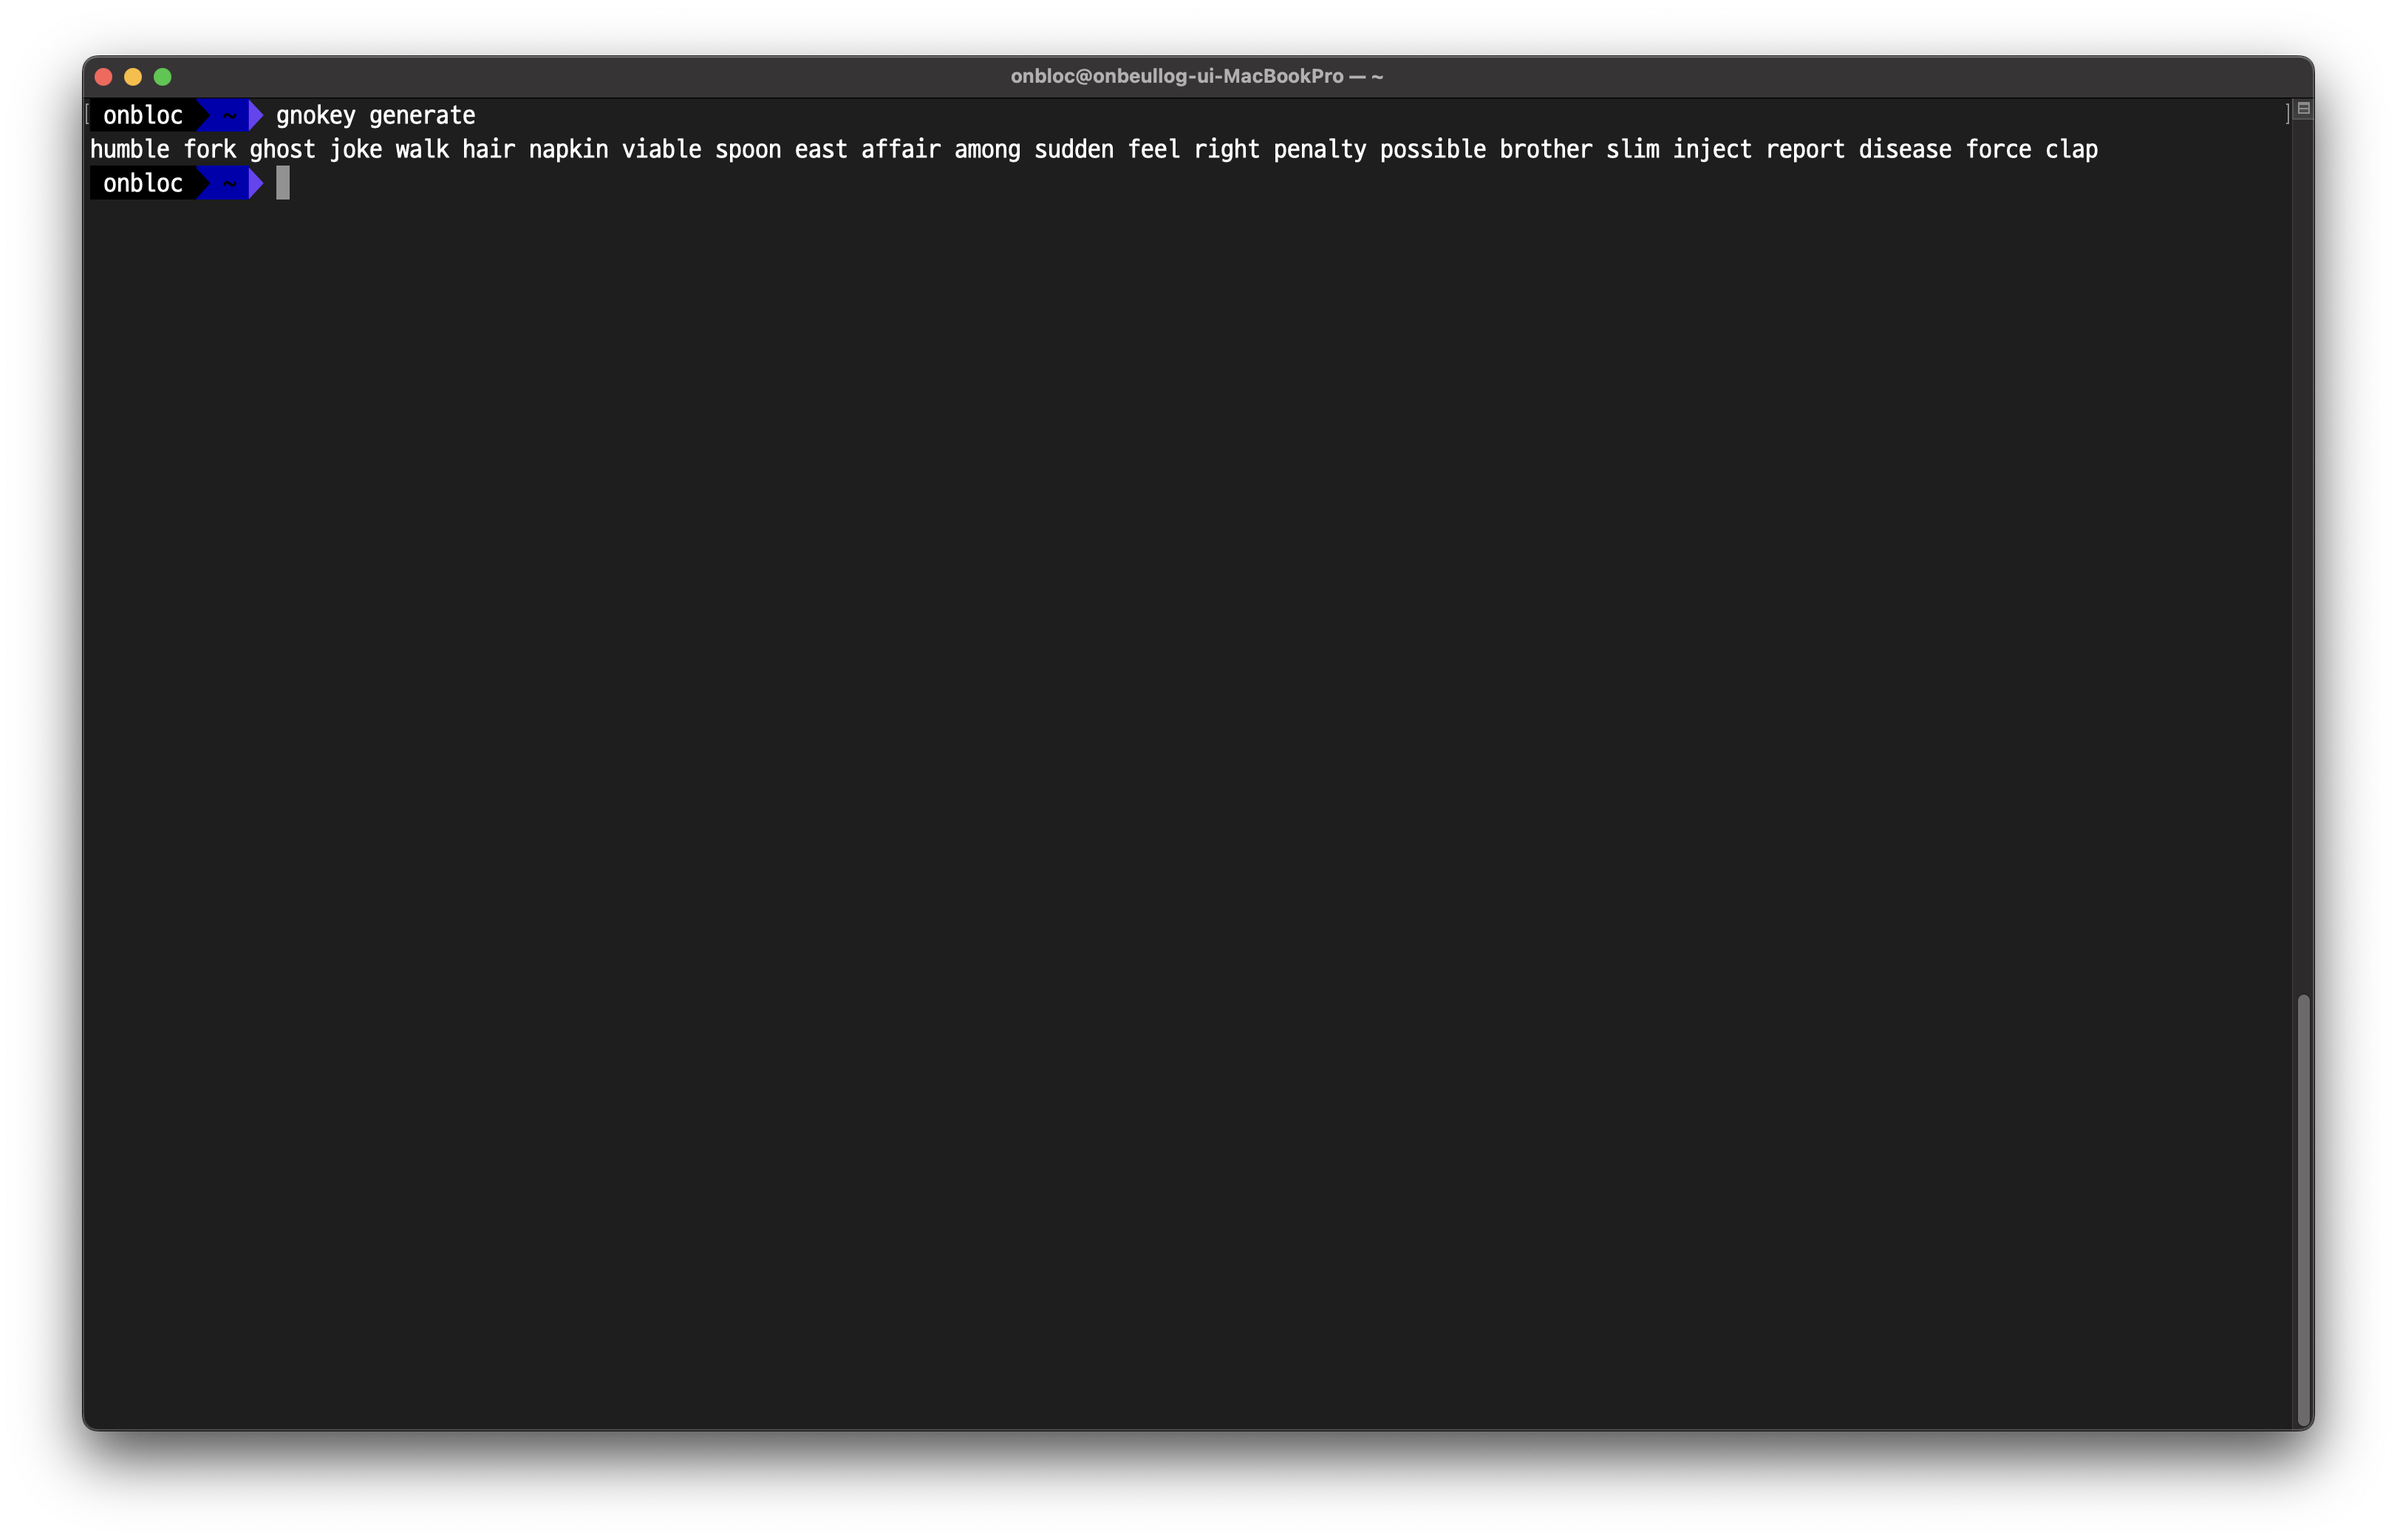 onbloc@onbeullog-ui-MacBookPro — ~
[ onbloc ~ gnokey generate ]
humble fork ghost joke walk hair napkin viable spoon east affair among sudden feel right penalty possible brother slim inject report disease force clap
onbloc ~